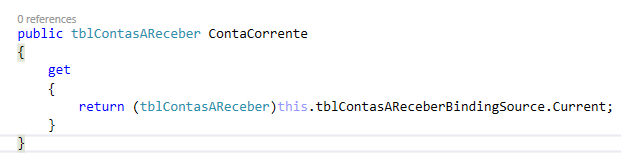 0 references
public tblContasAReceber ContaCorrente
{
    get
    {
        return (tblContasAReceber)this.tblContasAReceberBindingSource.Current;
    }
}